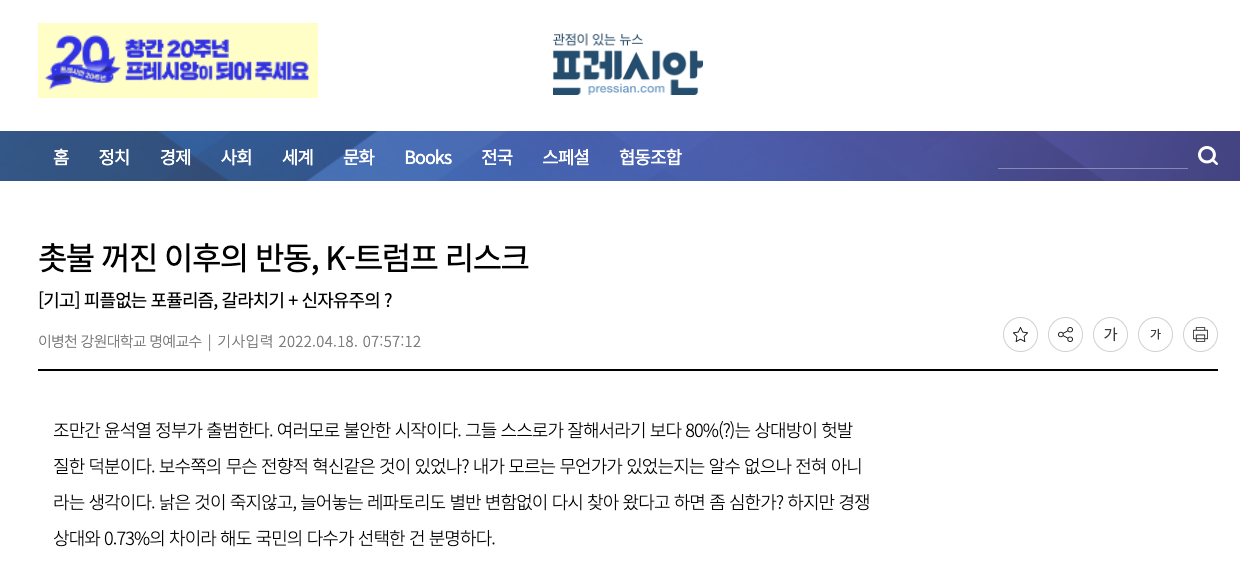 20
창간 20주년
프레시앙이 되어 주세요
관점이 있는 뉴스
프레시안
pressian.com
홈 정치 경제 사회 세계 문화 Books 전국 스페셜 협동조합
촛불 꺼진 이후의 반동, K-트럼프 리스크
[기고] 피플없는 포퓰리즘, 갈라치기 + 신자유주의 ?
이병천 강원대학교 명예교수 | 기사입력 2022.04.18. 07:57:12
가 가
조만간 윤석열 정부가 출범한다. 여러모로 불안한 시작이다. 그들 스스로가 잘해서라기 보다 80%(?)는 상대방이 헛발
질한 덕분이다. 보수쪽의 무슨 전향적 혁신같은 것이 있었나? 내가 모르는 무언가가 있었는지는 알수 없으나 전혀 아니
라는 생각이다. 낡은 것이 죽지않고, 늘어놓는 레파토리도 별반 변함없이 다시 찾아 왔다고 하면 좀 심한가? 하지만 경쟁
상대와 0.73%의 차이라 해도 국민의 다수가 선택한 건 분명하다.